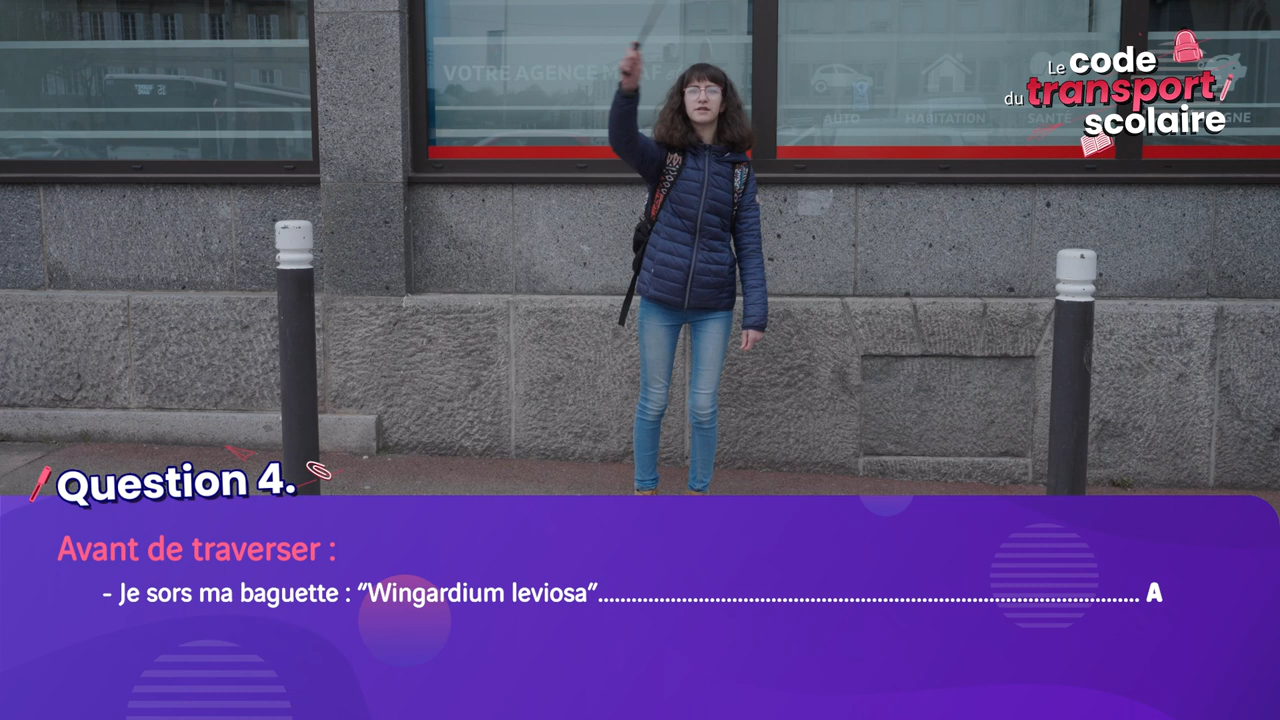 VOTRE AGENCE
Le code
du transport
scolaire
AUTO
HABITATION
SANTÉ
Question 4.
Avant de traverser :
- Je sors ma baguette : “Wingardium leviosa”........................................................................................................ A